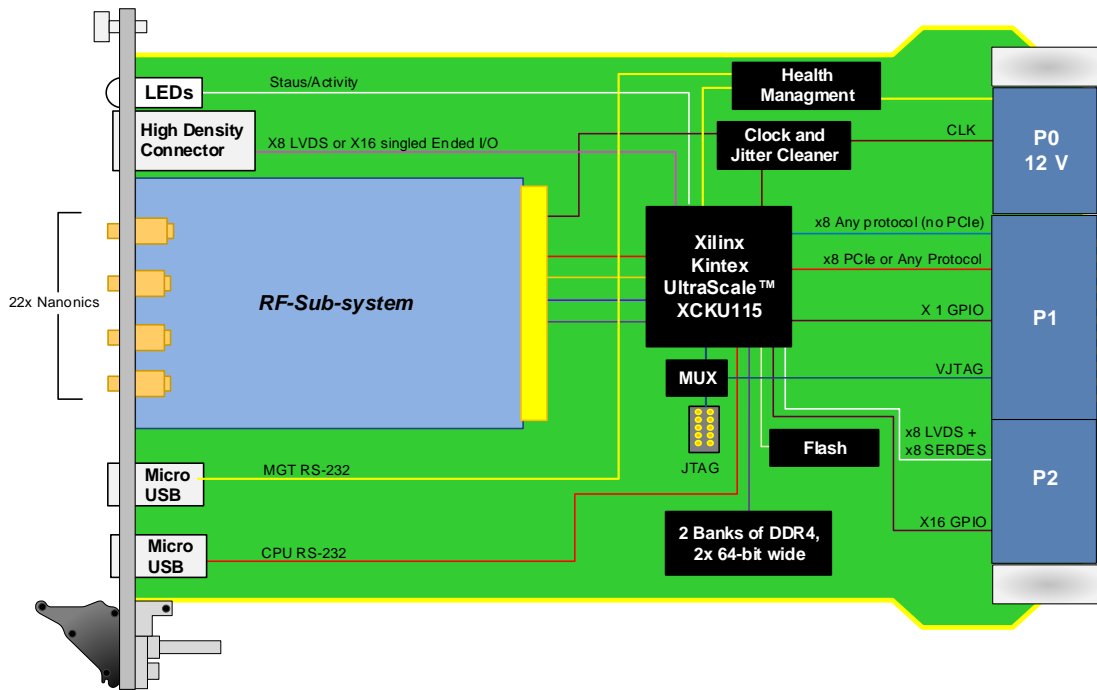 LEDs
Staus/Activity
Health
Managment
High Density
Connector
X8 LVDS or X16 singled Ended I/O
Clock and
Jitter Cleaner
CLK
P0
12 V
22x Nanonics
RF-Sub-system
Xilinx
Kintex
UltraScale™
XCKU115
x8 Any protocol (no PCIe)
x8 PCIe or Any Protocol
X 1 GPIO
P1
MUX
VJTAG
JTAG
Flash
x8 LVDS +
x8 SERDES
P2
X16 GPIO
Micro
USB
MGT RS-232
2 Banks of DDR4,
2x 64-bit wide
Micro
USB
CPU RS-232